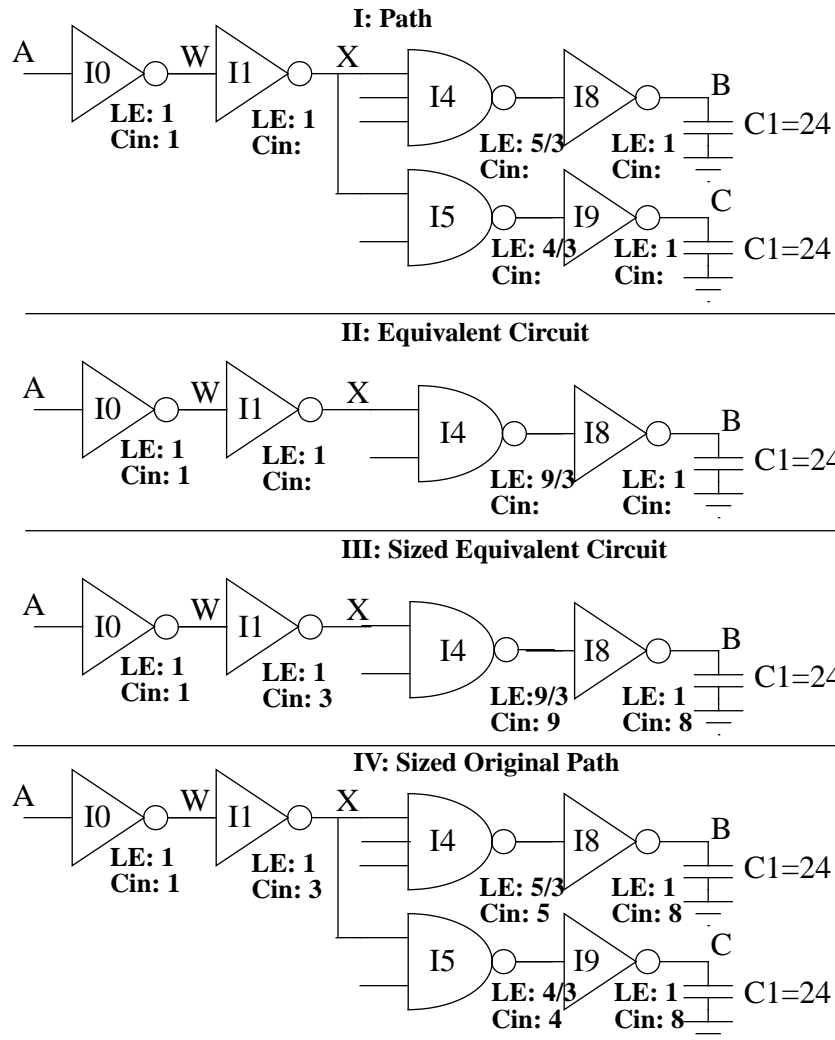 I: Path
A I0 W I1 X I4 I8 B
LE: 1
Cin: 1
LE: 1
Cin:
LE: 5/3
Cin:
LE: 1
Cin:
C1=24
I5 I9 C
LE: 4/3
Cin:
LE: 1
Cin:
C1=24
II: Equivalent Circuit
A I0 W I1 X I4 I8 B
LE: 1
Cin: 1
LE: 1
Cin:
LE: 9/3
Cin:
LE: 1
Cin:
C1=24
III: Sized Equivalent Circuit
A I0 W I1 X I4 I8 B
LE: 1
Cin: 1
LE: 1
Cin: 3
LE:9/3
Cin: 9
LE: 1
Cin: 8
C1=24
IV: Sized Original Path
A I0 W I1 X I4 I8 B
LE: 1
Cin: 1
LE: 1
Cin: 3
LE: 5/3
Cin: 5
LE: 1
Cin: 8
C1=24
I5 I9 C
LE: 4/3
Cin: 4
LE: 1
Cin: 8
C1=24